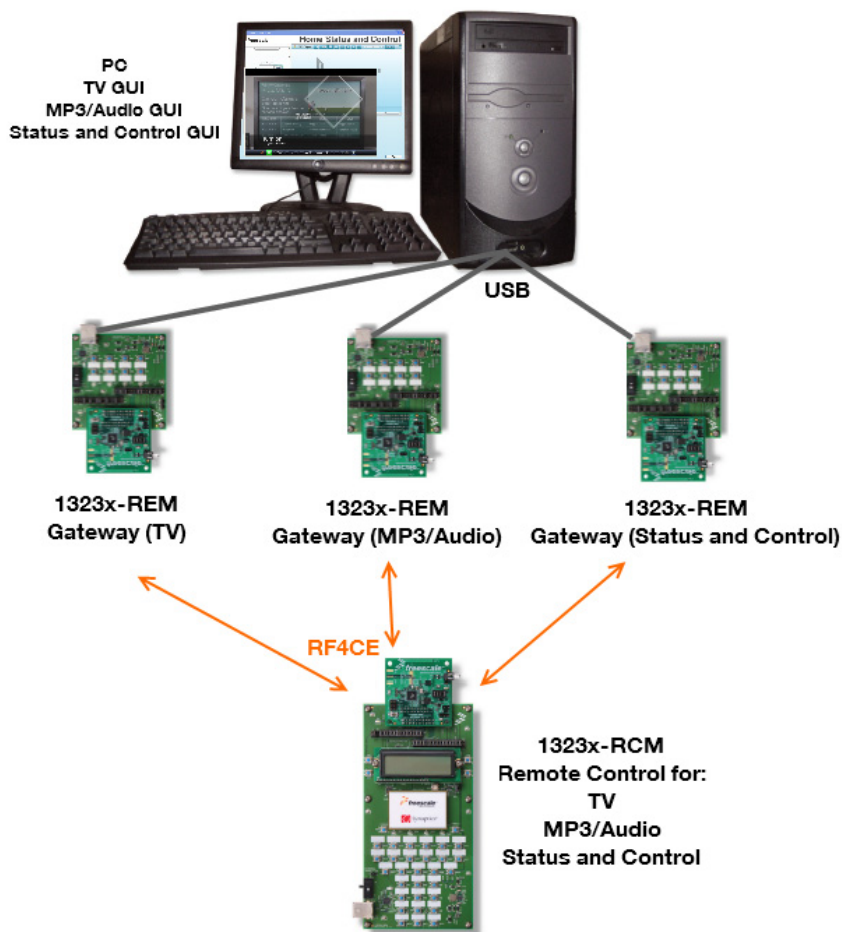 Home Status and Control
PC
TV GUI
MP3/Audio GUI
Status and Control GUI
USB
1323x-REM
Gateway (TV)
1323x-REM
Gateway (MP3/Audio)
1323x-REM
Gateway (Status and Control)
RF4CE
freescale
freescale
Synaptics
1323x-RCM
Remote Control for:
TV
MP3/Audio
Status and Control